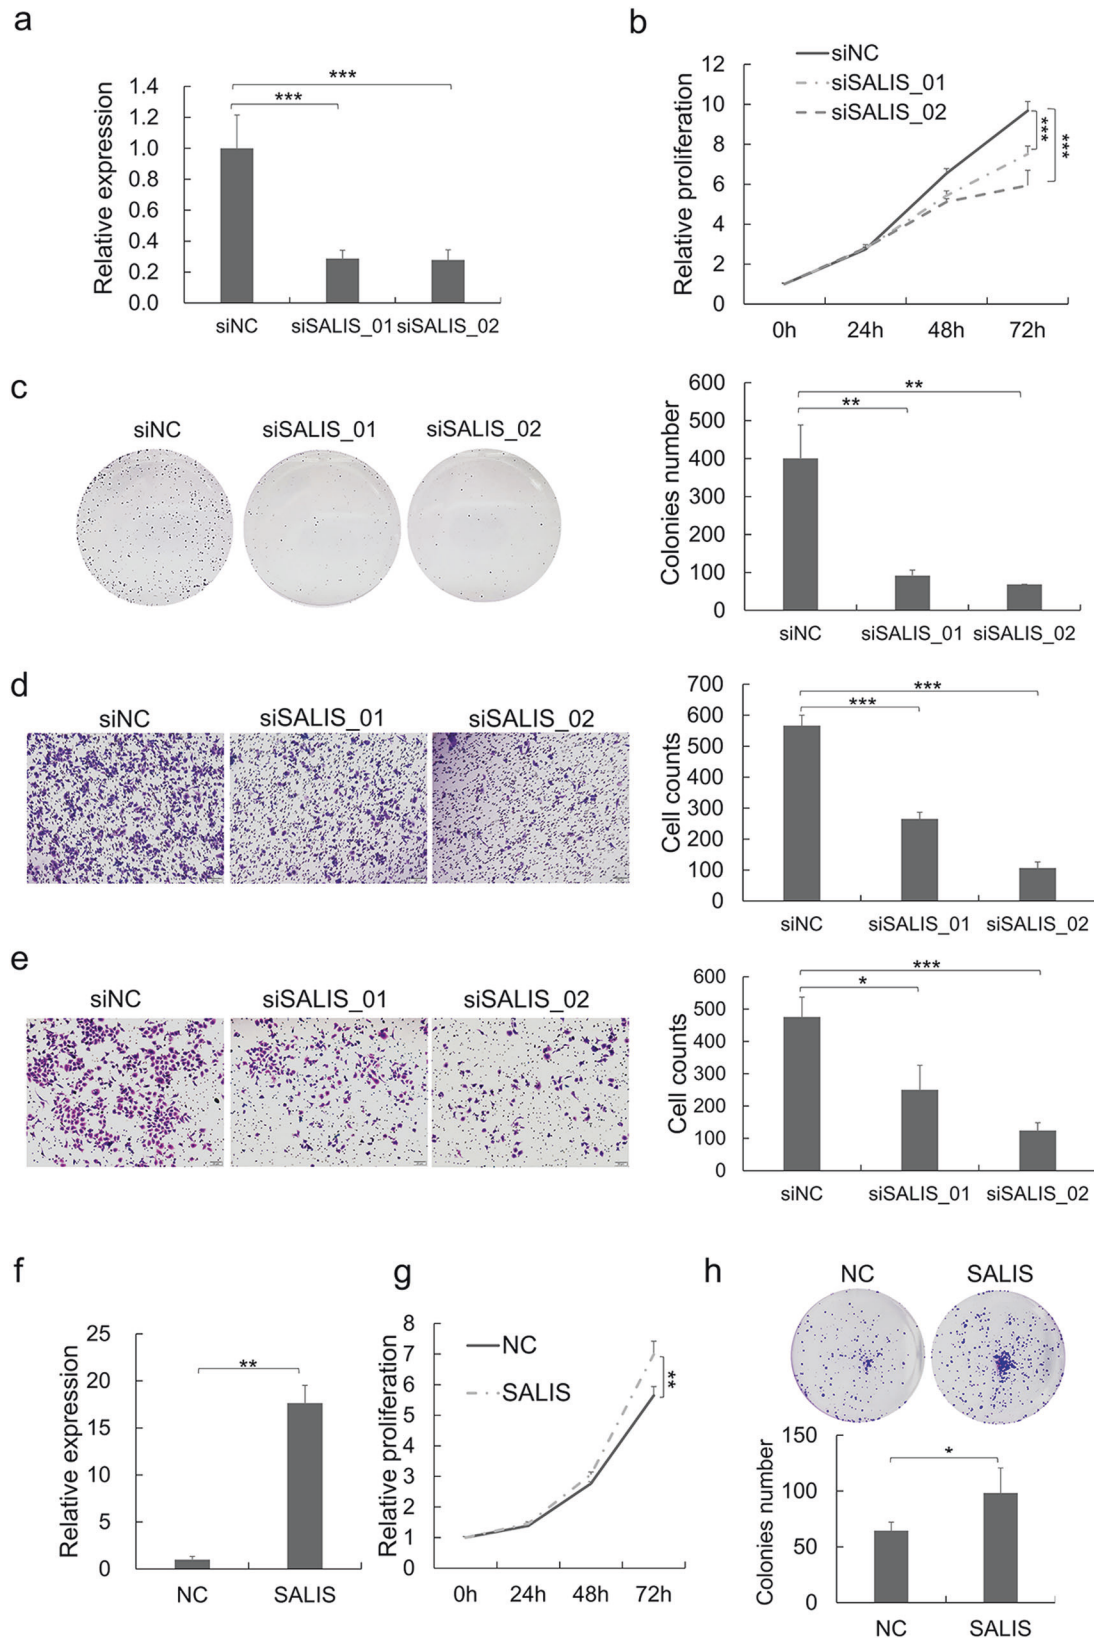 a
Relative expression
1.4
1.2
1.0
0.8
0.6
0.4
0.2
0.0
***
***
siNC
siSALIS_01
siSALIS_02
b
siNC
siSALIS_01
siSALIS_02
Relative proliferation
12
10
8
6
4
2
0
***
***
0h
24h
48h
72h
c
siNC
siSALIS_01
siSALIS_02
Colonies number
600
500
400
300
200
100
0
**
**
siNC
siSALIS_01
siSALIS_02
d
siNC
siSALIS_01
siSALIS_02
Cell counts
700
600
500
400
300
200
100
0
***
***
siNC
siSALIS_01
siSALIS_02
e
siNC
siSALIS_01
siSALIS_02
Cell counts
600
500
400
300
200
100
0
***
*
siNC
siSALIS_01
siSALIS_02
f
Relative expression
25
20
15
10
5
0
**
NC
SALIS
g
NC
SALIS
Relative proliferation
8
7
6
5
4
3
2
1
0
**
0h
24h
48h
72h
h
NC
SALIS
Colonies number
150
100
50
0
*
NC
SALIS